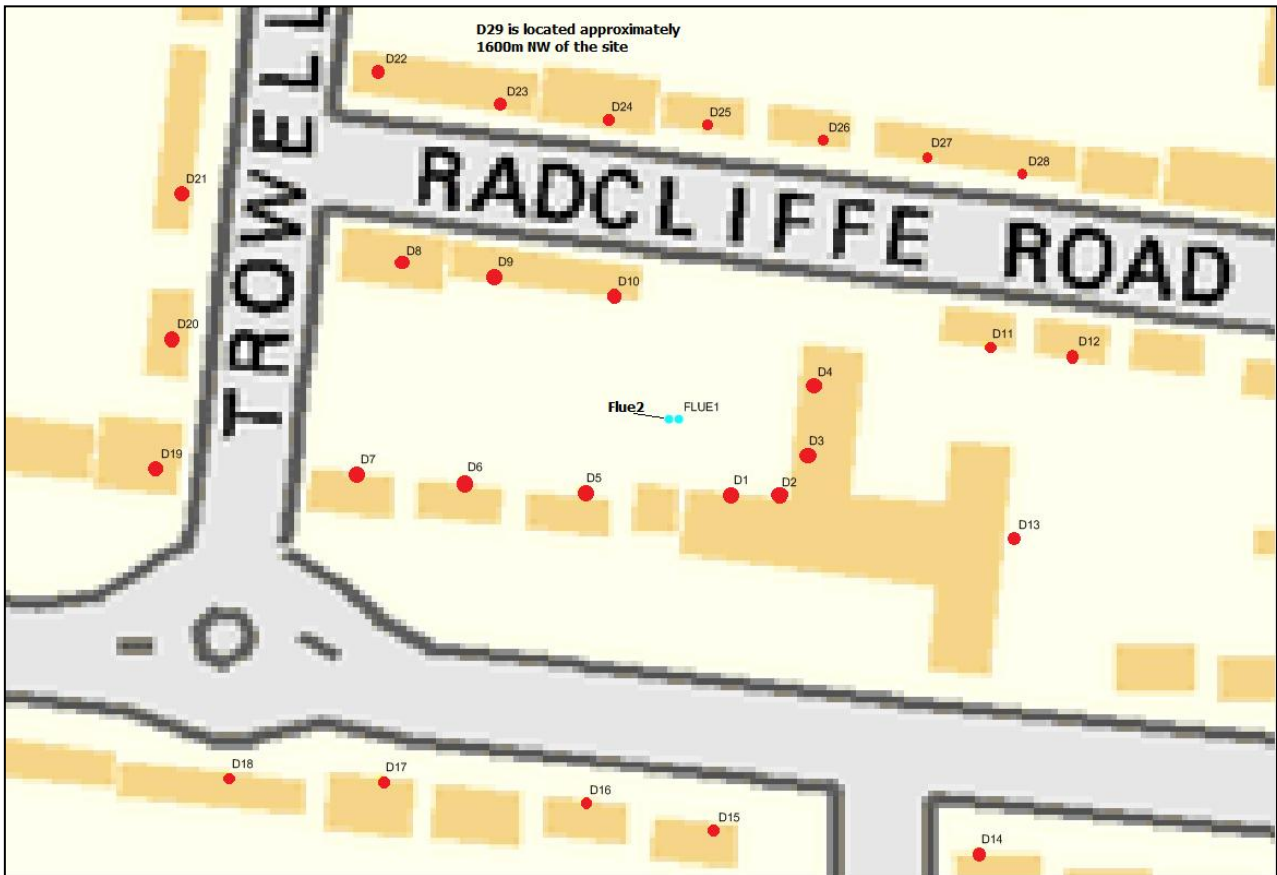 D29 is located approximately
1600m NW of the site
TROWELL
D22
D23
D24
D25
D26
D27
D28
RADCLIFFE ROAD
D21
D8
D9
D10
D20
D11
D12
D4
Flue2
FLUE1
D3
D19
D7
D6
D5
D1
D2
D13
D18
D17
D16
D15
D14